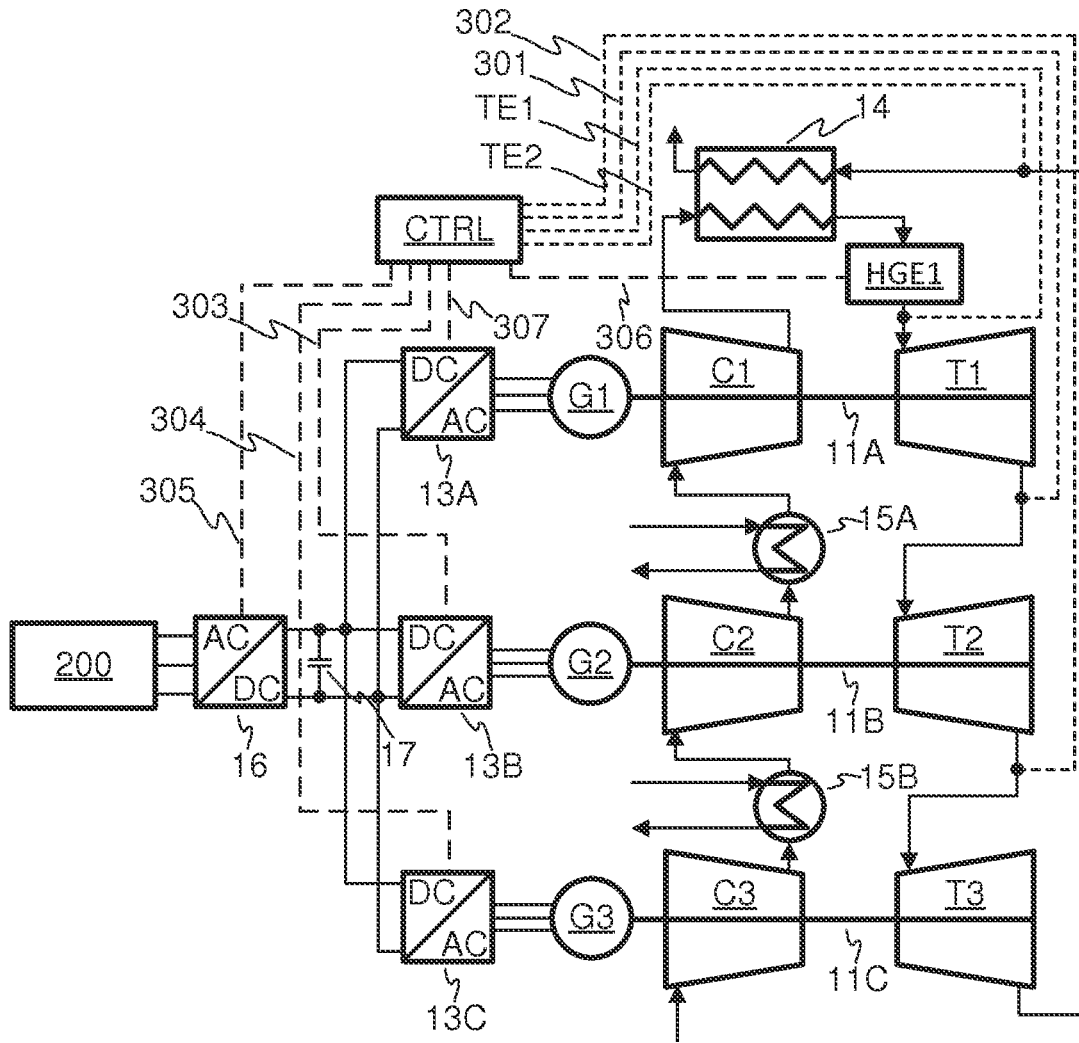 302
301
TE1
TE2
14
CTRL
HGE1
303
307
306
DC
AC
G1
C1
T1
304
13A
11A
305
15A
200
AC
DC
DC
AC
G2
C2
T2
16
17
13B
11B
15B
DC
AC
G3
C3
T3
13C
11C